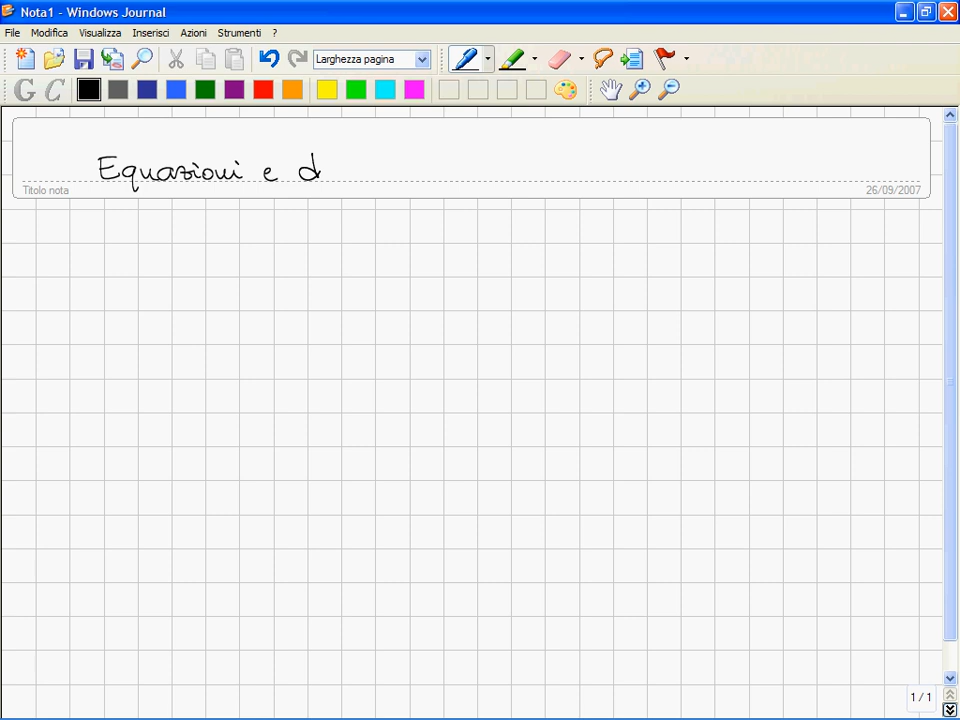 Nota1 - Windows Journal
File Modifica Visualizza Inserisci Azioni Strumenti ?
Larghezza pagina
G C
Equazioni e d
Titolo nota 26/09/2007
1 / 1